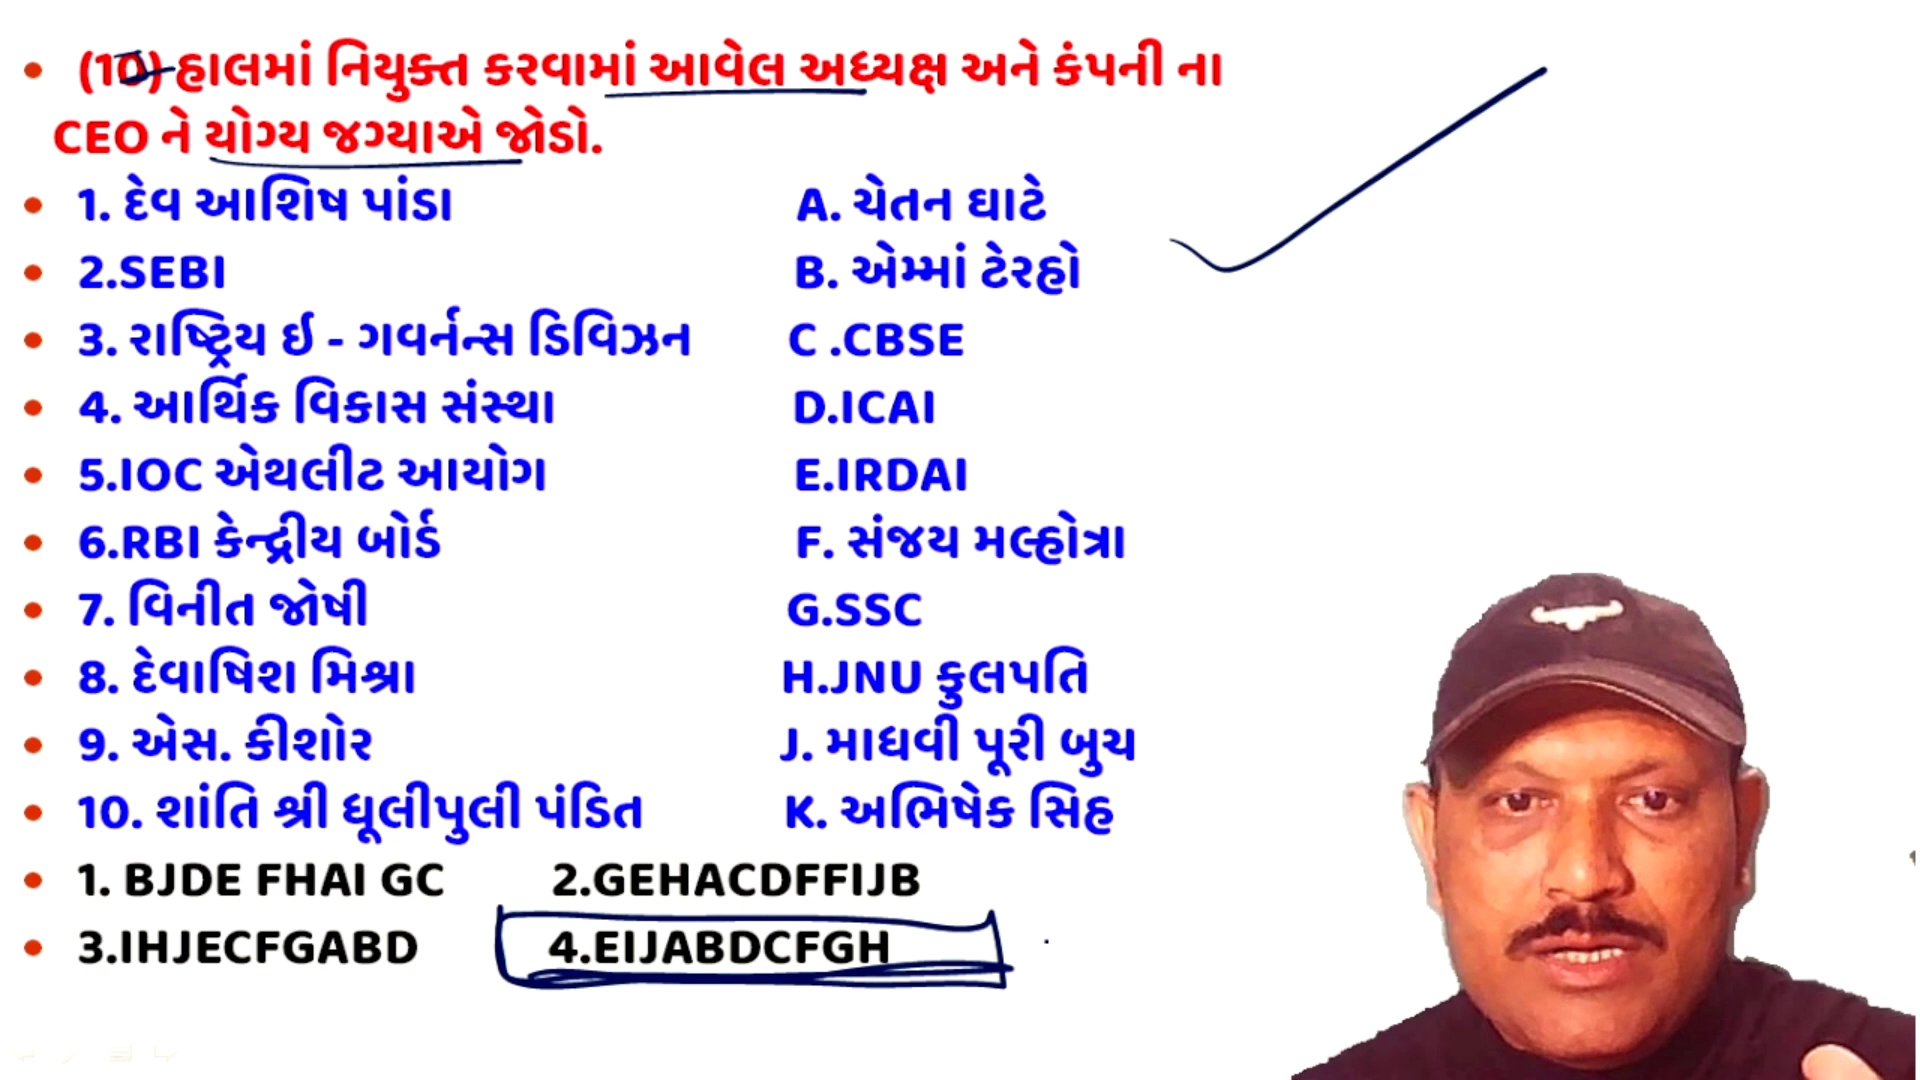 (10) હાલમાં નિયુક્ત કરવામાં આવેલ અધ્યક્ષ અને કંપની ના
CEO ને યોગ્ય જગ્યાએ જોડો.
1. દેવ આશિષ પાંડા A. ચેતન ઘાટે
2.SEBI B. એમ્માં ટેરહો
3. રાષ્ટ્રિય ઇ - ગવર્નન્સ ડિવિઝન C .CBSE
4. આર્થિક વિકાસ સંસ્થા D.ICAI
5.IOC એથલીટ આયોગ E.IRDAI
6.RBI કેન્દ્રીય બોર્ડ F. સંજય મલ્હોત્રા
7. વિનીત જોષી G.SSC
8. દેવાષિશ મિશ્રા H.JNU કુલપતિ
9. એસ. કીશોર J. માધવી પૂરી બુચ
10. શાંતિ શ્રી ધૂલીપુલી પંડિત K. અભિષેક સિહ
1. BJDE FHAI GC 2.GEHACDFFIJB
3.IHJECFGABD 4.EIJABDCFGH